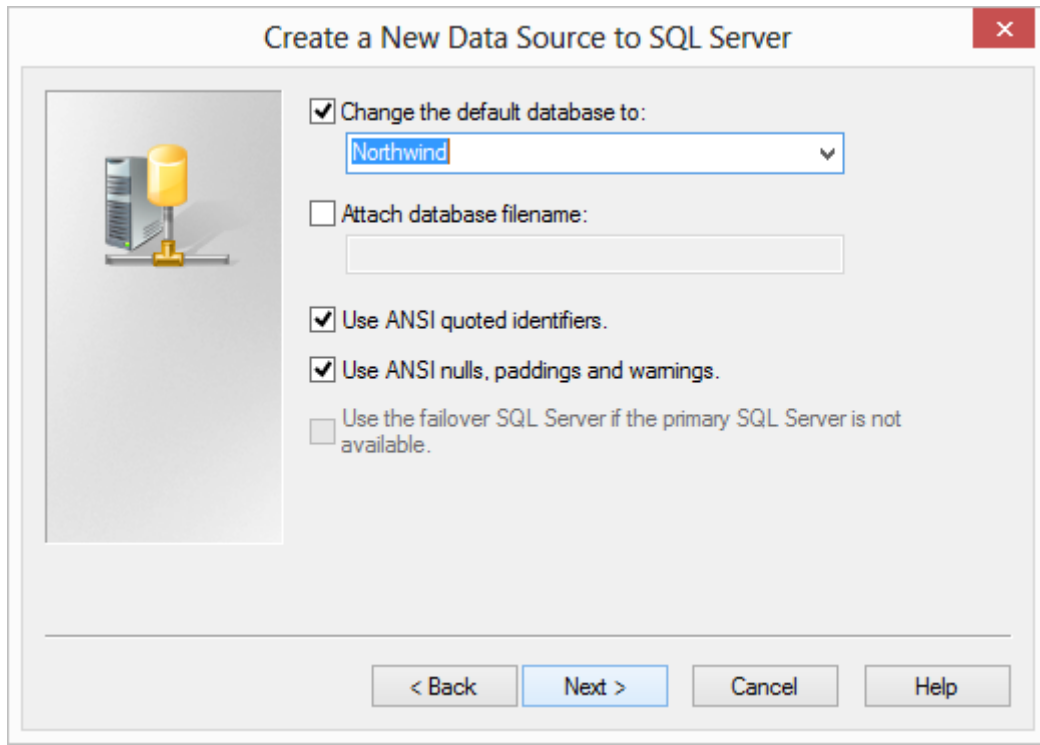 Create a New Data Source to SQL Server
Change the default database to:
Northwind
Attach database filename:
Use ANSI quoted identifiers.
Use ANSI nulls, paddings and warnings.
Use the failover SQL Server if the primary SQL Server is not
available.
< Back
Next >
Cancel
Help